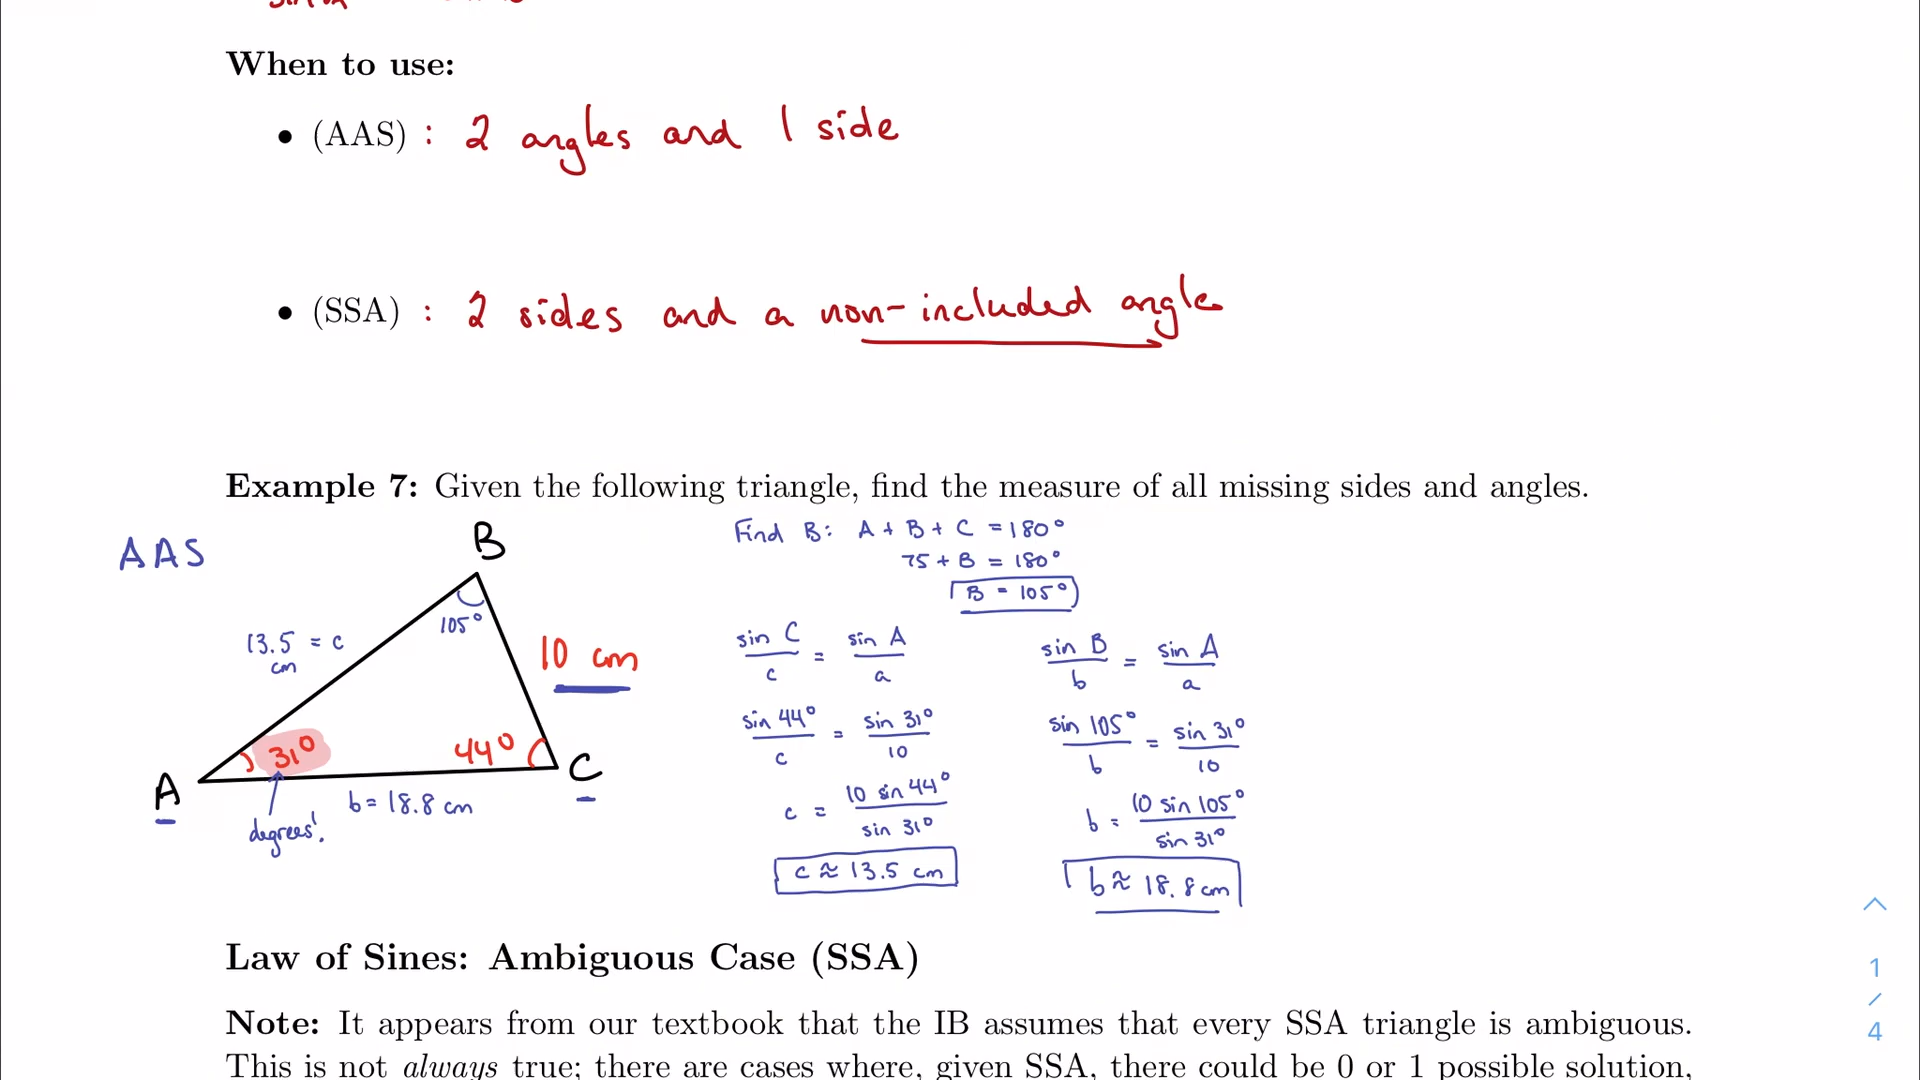 When to use:
• (AAS) : 2 angles and 1 side
• (SSA) : 2 sides and a non-included angle
Example 7: Given the following triangle, find the measure of all missing sides and angles.
AAS
B
105°
13.5 = c
cm
10 cm
31°
44°
A
C
b = 18.8 cm
degrees!
Find B: A + B + C = 180°
75 + B = 180°
B = 105°
sin C / c = sin A / a
sin 44° / c = sin 31° / 10
c = 10 sin 44° / sin 31°
c ≈ 13.5 cm
sin B / b = sin A / a
sin 105° / b = sin 31° / 10
b = 10 sin 105° / sin 31°
b ≈ 18.8 cm
Law of Sines: Ambiguous Case (SSA)
Note: It appears from our textbook that the IB assumes that every SSA triangle is ambiguous.
This is not always true; there are cases where, given SSA, there could be 0 or 1 possible solution,
1
/
4